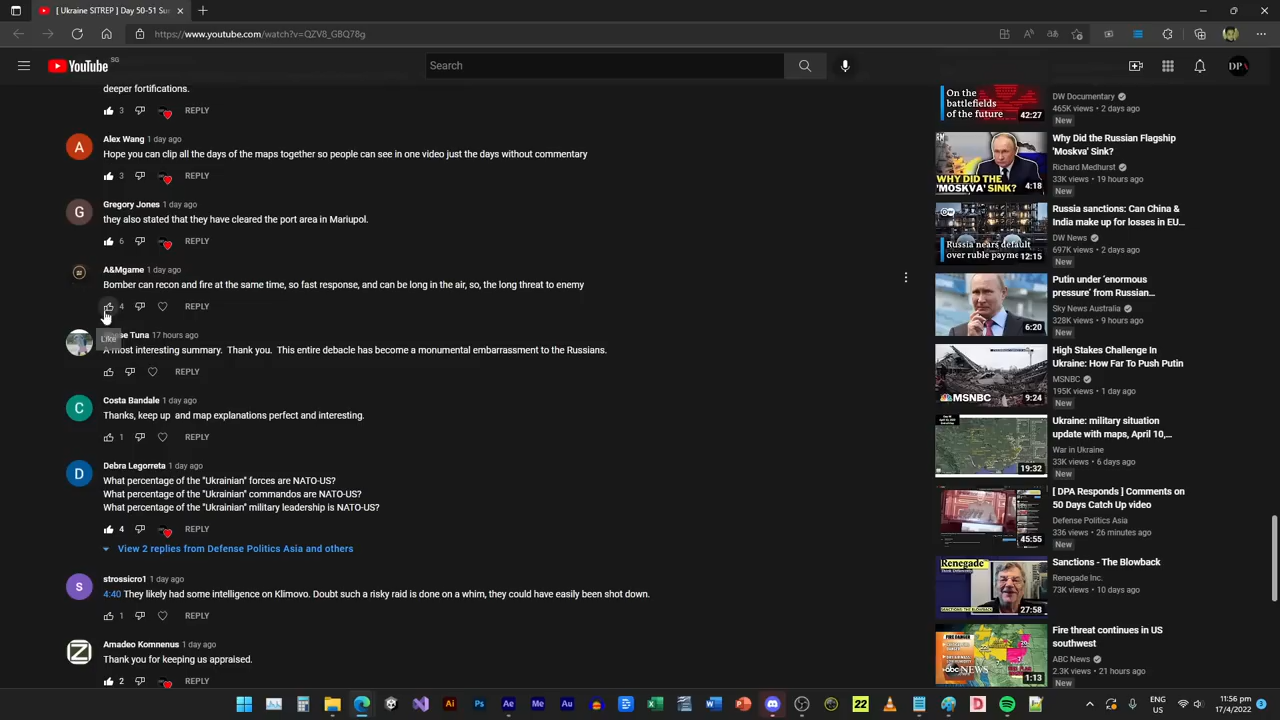 [ Ukraine SITREP ] Day 50-51 Sur
https://www.youtube.com/watch?v=QZV8_GBQ78g
YouTube SG
Search
DPA
deeper fortifications.
3 REPLY
Alex Wang 1 day ago
Hope you can clip all the days of the maps together so people can see in one video just the days without commentary
3 REPLY
Gregory Jones 1 day ago
they also stated that they have cleared the port area in Mariupol.
6 REPLY
A&Mgame 1 day ago
Bomber can recon and fire at the same time, so fast response, and can be long in the air, so, the long threat to enemy
4 REPLY
Like
Tuna 17 hours ago
A most interesting summary. Thank you. This entire debacle has become a monumental embarrassment to the Russians.
REPLY
Costa Bandale 1 day ago
Thanks, keep up and map explanations perfect and interesting.
1 REPLY
Debra Legorreta 1 day ago
What percentage of the "Ukrainian" forces are NATO-US?
What percentage of the "Ukrainian" commanders are NATO-US?
What percentage of the "Ukrainian" military leadership is NATO-US?
4 REPLY
View 2 replies from Defense Politics Asia and others
strossicro1 1 day ago
4:40 They likely had some intelligence on Klimovo. Doubt such risky raid is done on a whim, they could have easily been shot down.
1 REPLY
Amadeo Komnenus 1 day ago
Thank you for keeping us appraised.
2 REPLY
On the
battlefields
of the future
42:27
DW Documentary
465K views • 2 days ago
New
WHY DID THE
'MOSKVA' SINK?
4:18
Why Did the Russian Flagship
'Moskva' Sink?
Richard Medhurst
33K views • 19 hours ago
New
Russia nears default
over ruble payme
12:15
Russia sanctions: Can China &
India make up for losses in EU...
DW News
697K views • 2 days ago
New
6:20
Putin under 'enormous
pressure' from Russian...
Sky News Australia
328K views • 9 hours ago
New
MSNBC
9:24
High Stakes Challenge In
Ukraine: How Far To Push Putin
MSNBC
195K views • 1 day ago
New
19:32
Ukraine: military situation
update with maps, April 10,...
War in Ukraine
33K views • 6 days ago
New
45:55
[ DPA Responds ] Comments on
50 Days Catch Up video
Defense Politics Asia
336 views • 26 minutes ago
New
Renegade
27:58
Sanctions - The Blowback
Renegade Inc.
73K views • 10 days ago
FIRE DANGER
abc NEWS
1:13
Fire threat continues in US
southwest
ABC News
2.3K views • 21 hours ago
New
22
ENG
US
11:56 pm
17/4/2022